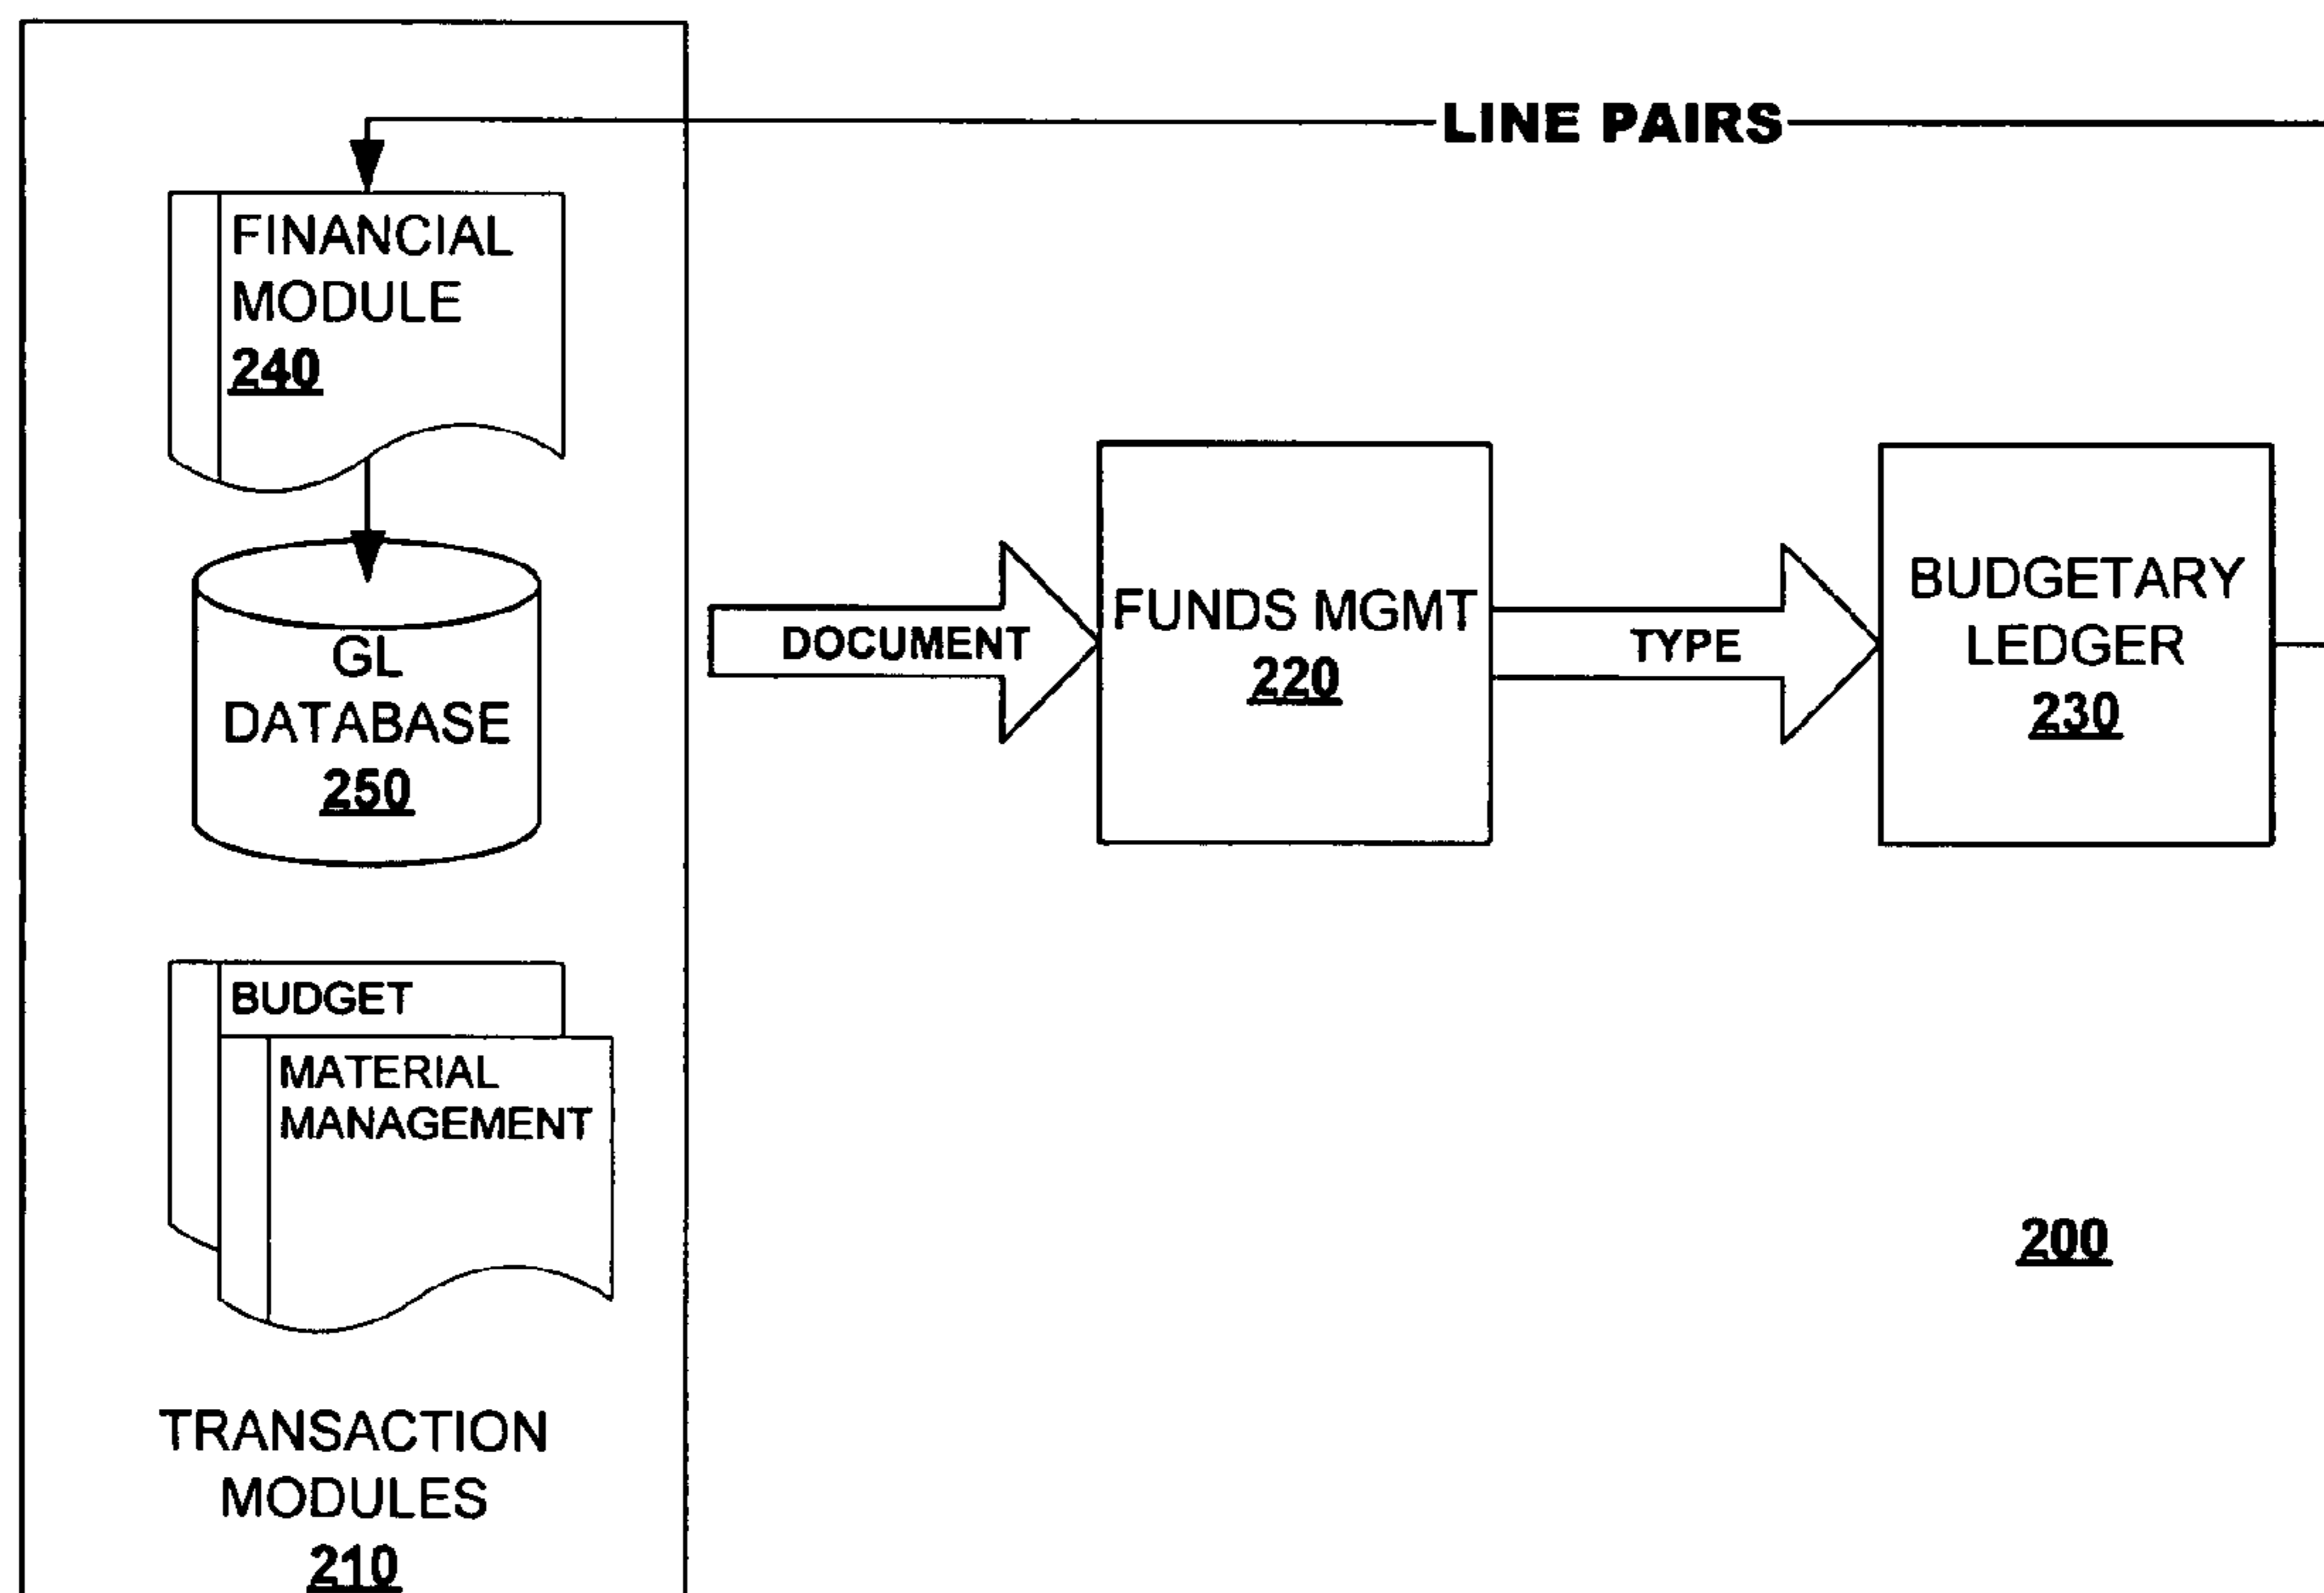 LINE PAIRS
FINANCIAL
MODULE
240
GL
DATABASE
250
BUDGET
MATERIAL
MANAGEMENT
TRANSACTION
MODULES
210
DOCUMENT
FUNDS MGMT
220
TYPE
BUDGETARY
LEDGER
230
200